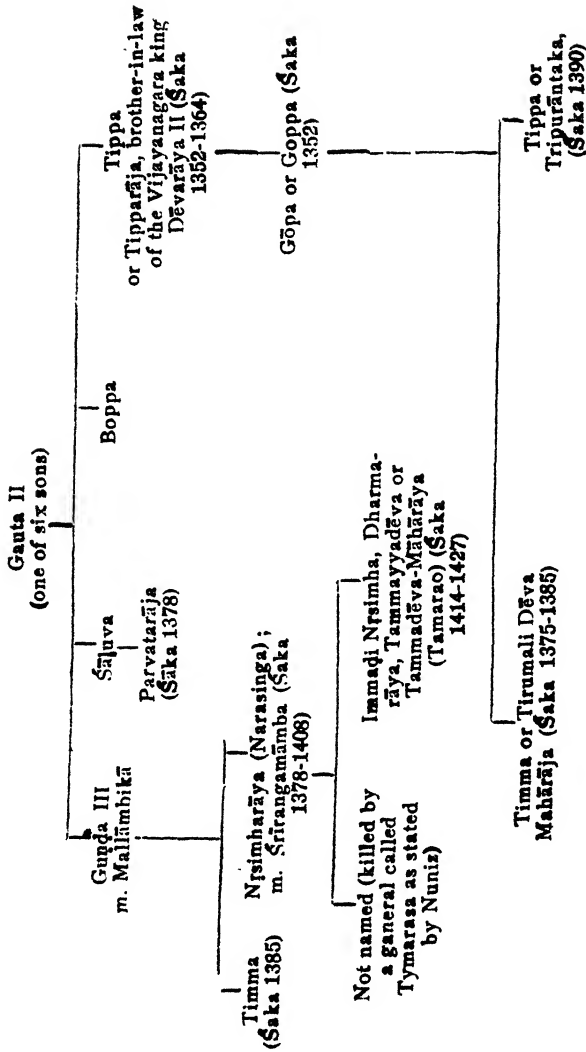 Gauta II
(one of six sons)
Guṇḍa III
m. Mallāmbikā
Sāḷuva
Parvatarāja
(Śāka 1378)
Boppa
Tippa
or Tipparāja, brother-in-law
of the Vijayanagara king
Dēvarāya II (Śaka
1352-1364)
Timma
(Śaka 1385)
Nṛsimharāya (Narasinga);
m. Śrīrangamāmba (Śaka
1378-1408)
Gōpa or Goppa (Śaka
1352)
Not named (killed by
a ganeral called
Tymarasa as stated
by Nuniz)
Immaḍi Nṛsimha, Dharma-
rāya, Tammayyadēva or
Tammadēva-Mahārāya
(Tamarao) (Śaka
1414-1427)
Timma or Tirumali Dēva
Mahārāja (Śaka 1375-1385)
Tippa or
Tripurāntaka,
(Śaka 1390)